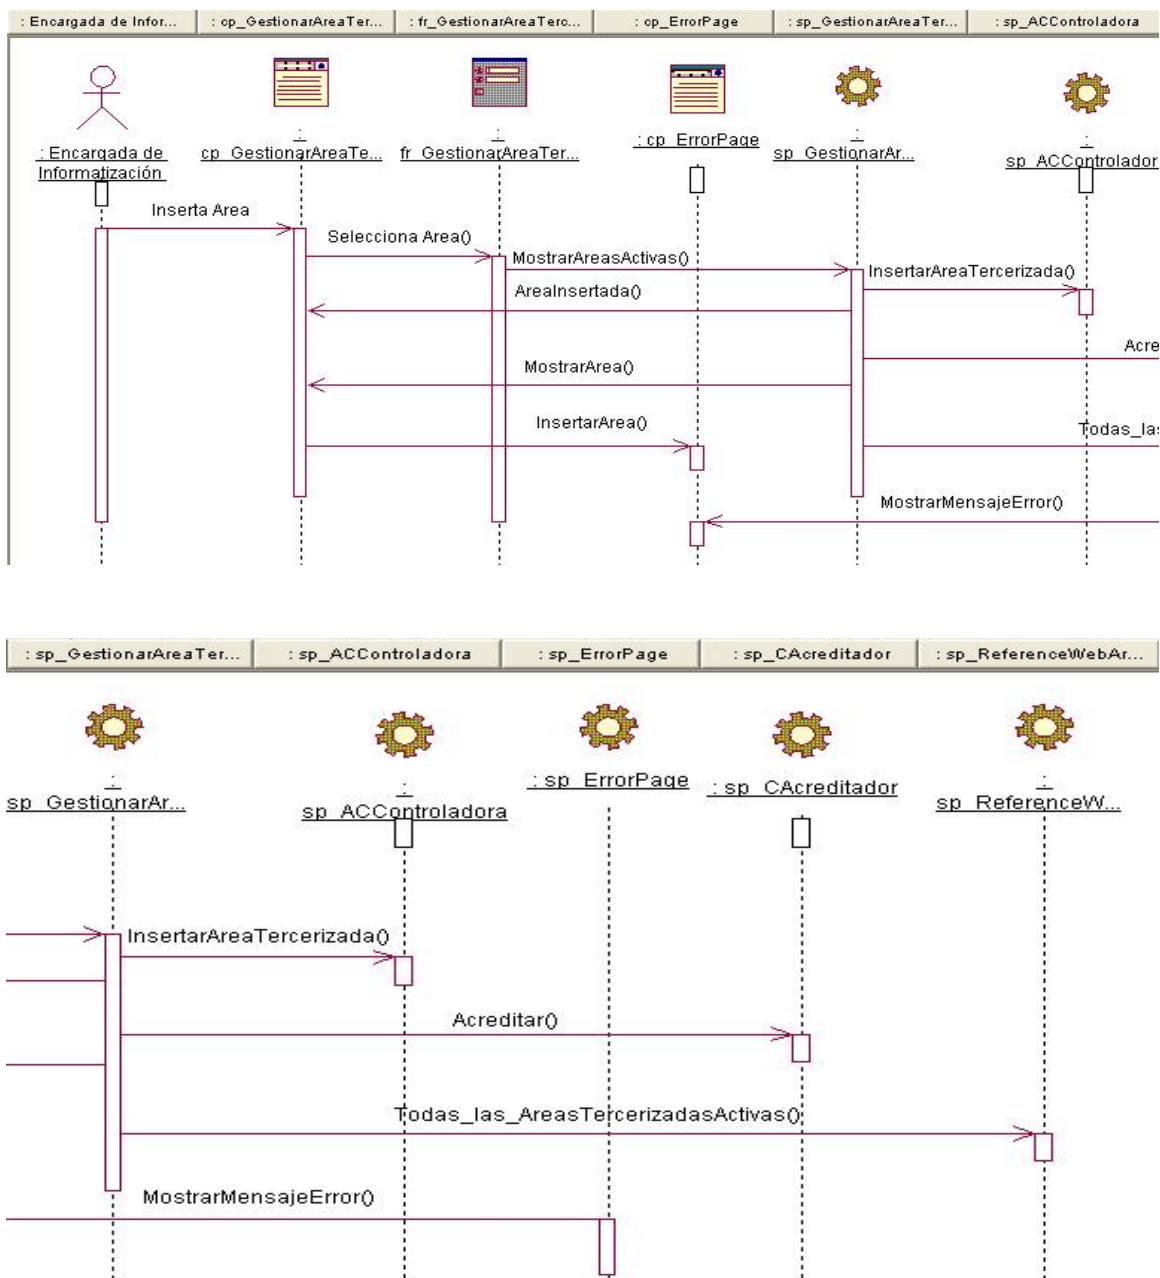 : Encargada de Infor...
: cp_GestionarAreaTer...
: fr_GestionarAreaTerc...
: cp_ErrorPage
: sp_GestionarAreaTer...
: sp_ACControladora
: Encargada de
Informatización
:
cp_GestionarAreaTe...
:
fr_GestionarAreaTer...
: cp_ErrorPage
:
sp_GestionarAr...
:
sp_ACControlador
Inserta Area
Selecciona Area()
MostrarAreasActivas()
InsertarAreaTercerizada()
AreaInsertada()
Acre
MostrarArea()
InsertarArea()
Todas_las
MostrarMensajeError()
: sp_GestionarAreaTer...
: sp_ACControladora
: sp_ErrorPage
: sp_CAcreditador
: sp_ReferenceWebAr...
:
sp_GestionarAr...
:
sp_ACControladora
: sp_ErrorPage
: sp_CAcreditador
:
sp_ReferenceW...
InsertarAreaTercerizada()
Acreditar()
Todas_las_AreasTercerizadasActivas()
MostrarMensajeError()